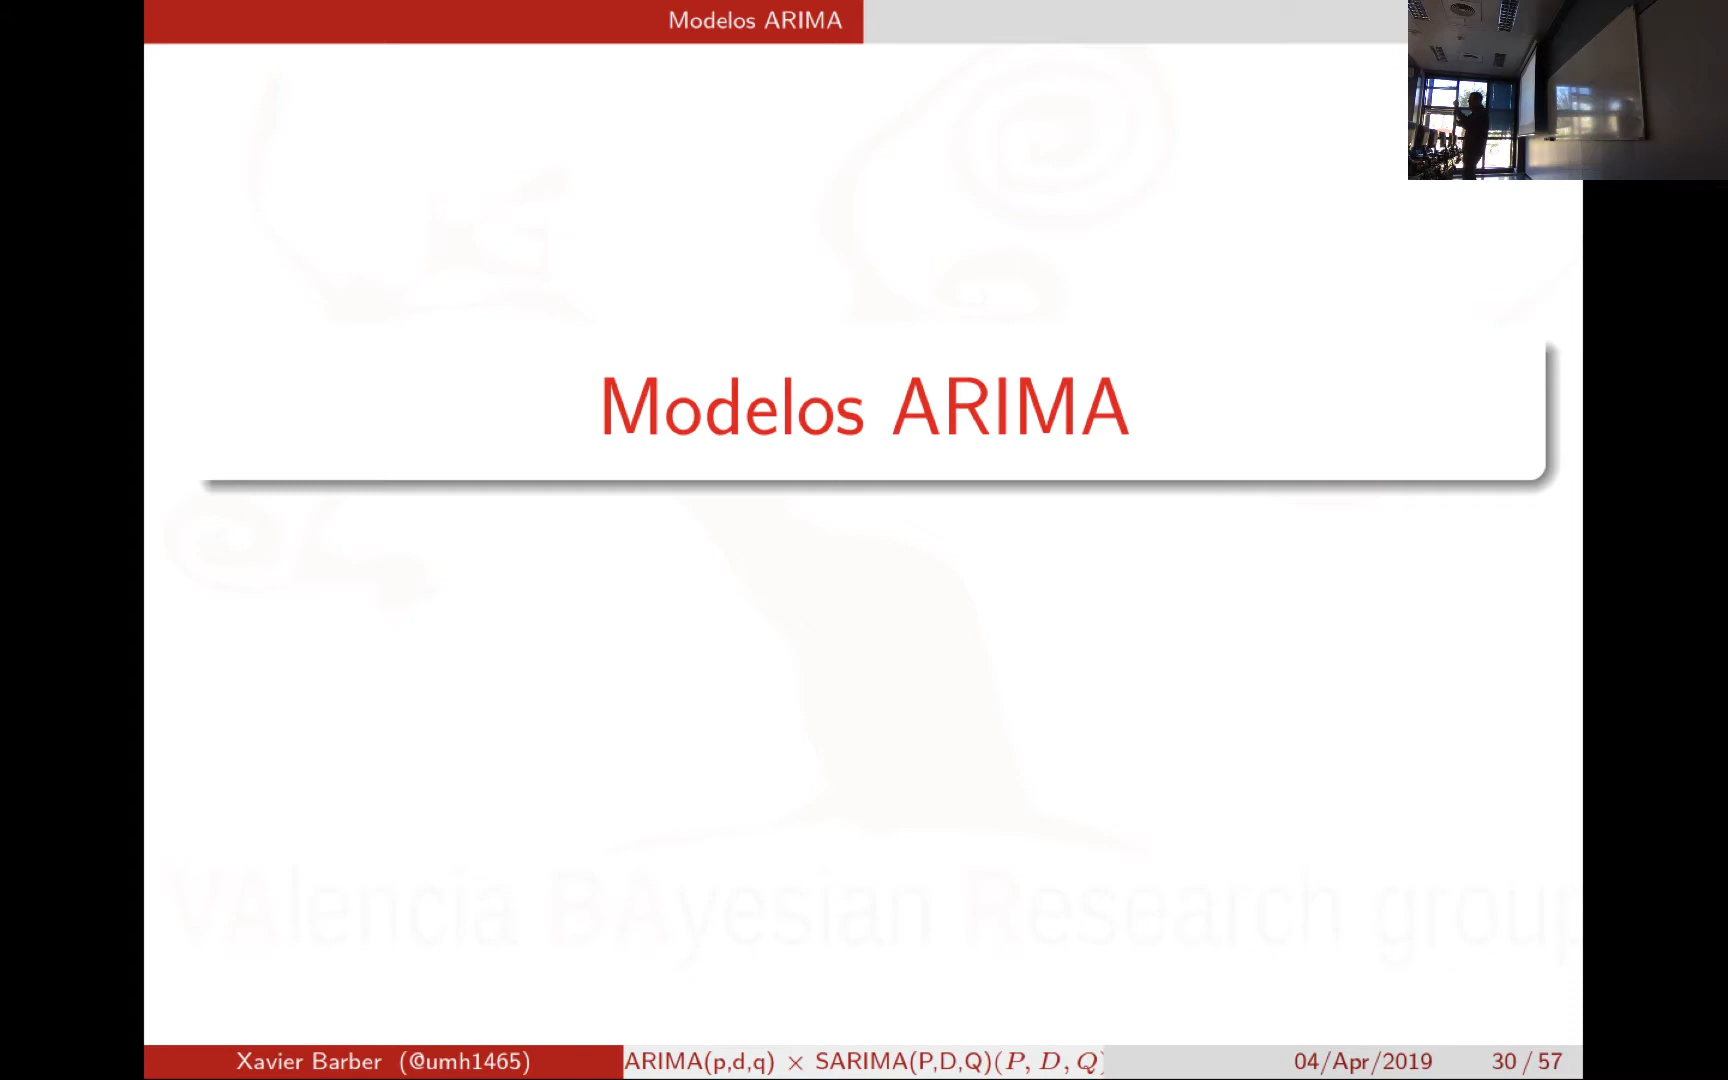 Modelos ARIMA
Modelos ARIMA
VAlencia BAyesian Research group
Xavier Barber (@umh1465) ARIMA(p,d,q) × SARIMA(P,D,Q)(P, D, Q) 04/Apr/2019 30 / 57